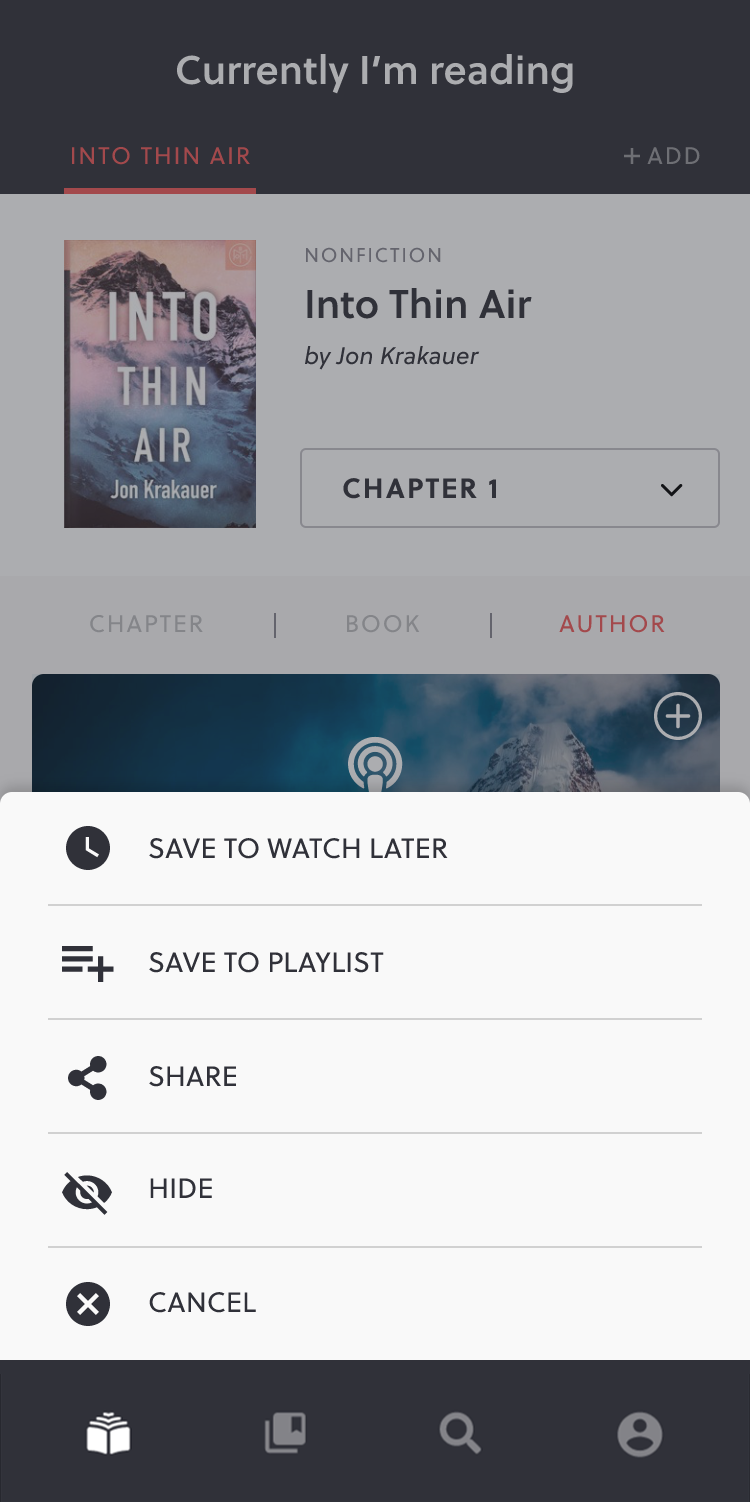 Currently I’m reading
INTO THIN AIR
+ ADD
INTO
THIN
AIR
Jon Krakauer
NONFICTION
Into Thin Air
by Jon Krakauer
CHAPTER 1
CHAPTER | BOOK | AUTHOR
SAVE TO WATCH LATER
SAVE TO PLAYLIST
SHARE
HIDE
CANCEL